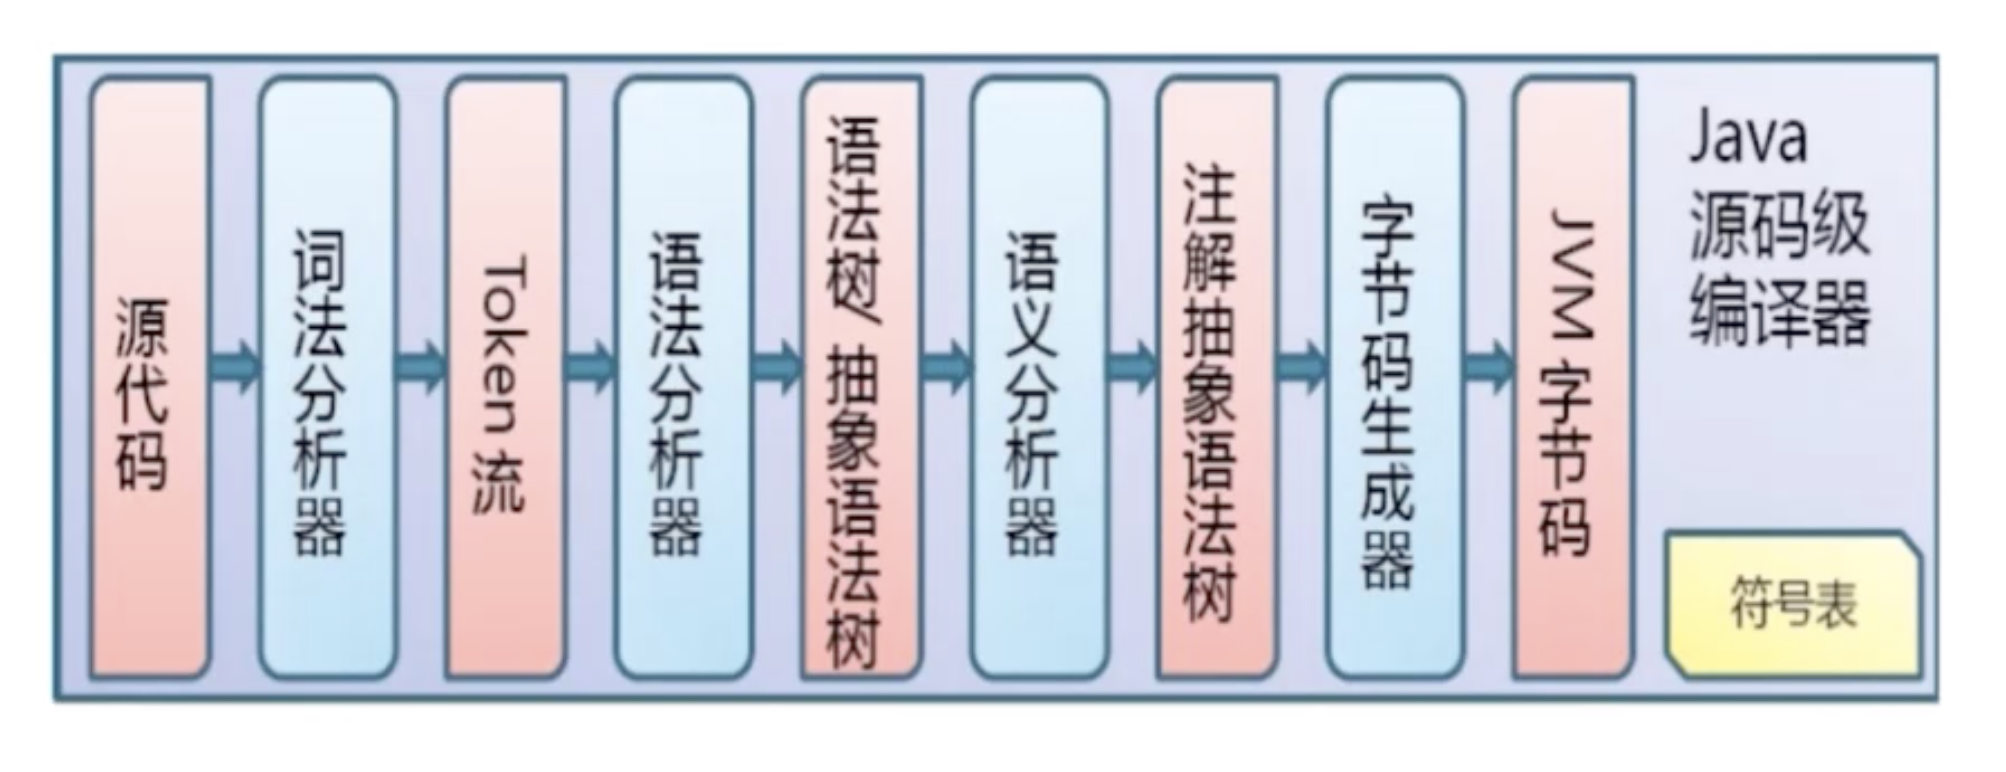 源代码
词法分析器
Token 流
语法分析器
语法树/ 抽象语法树
语义分析器
注解抽象语法树
字节码生成器
JVM 字节码
Java
源码级
编译器
符号表